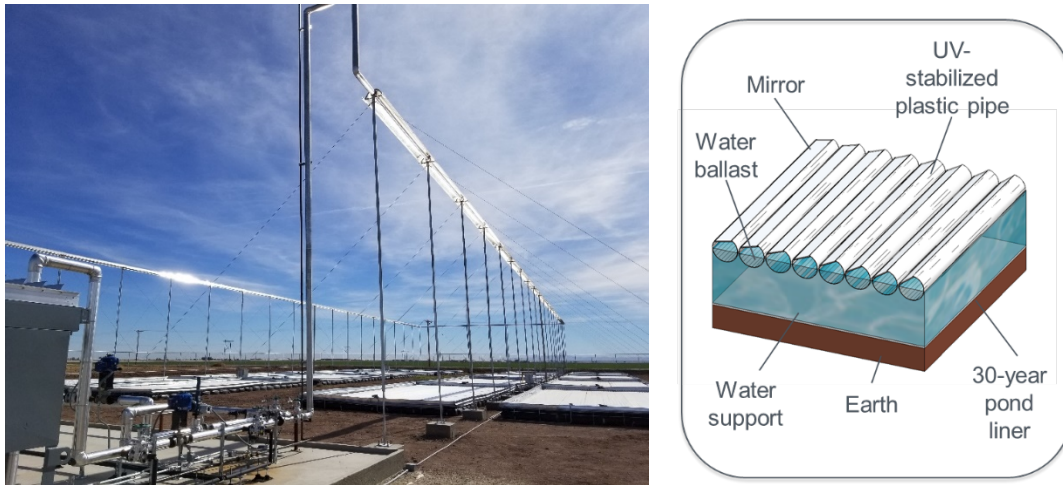 UV-
stabilized
plastic pipe
Mirror
Water
ballast
Water
support
Earth
30-year
pond
liner